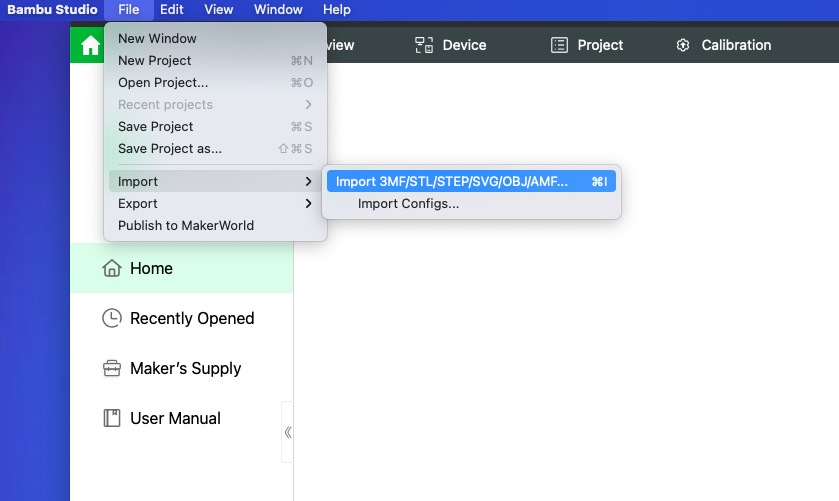 Bambu Studio File Edit View Window Help
New Window
New Project ⌘N
Open Project... ⌘O
Recent projects
Save Project ⌘S
Save Project as... ⇧⌘S
Import
Export
Publish to MakerWorld
Import 3MF/STL/STEP/SVG/OBJ/AMF... ⌘I
Import Configs...
view Device Project Calibration
Home
Recently Opened
Maker's Supply
User Manual